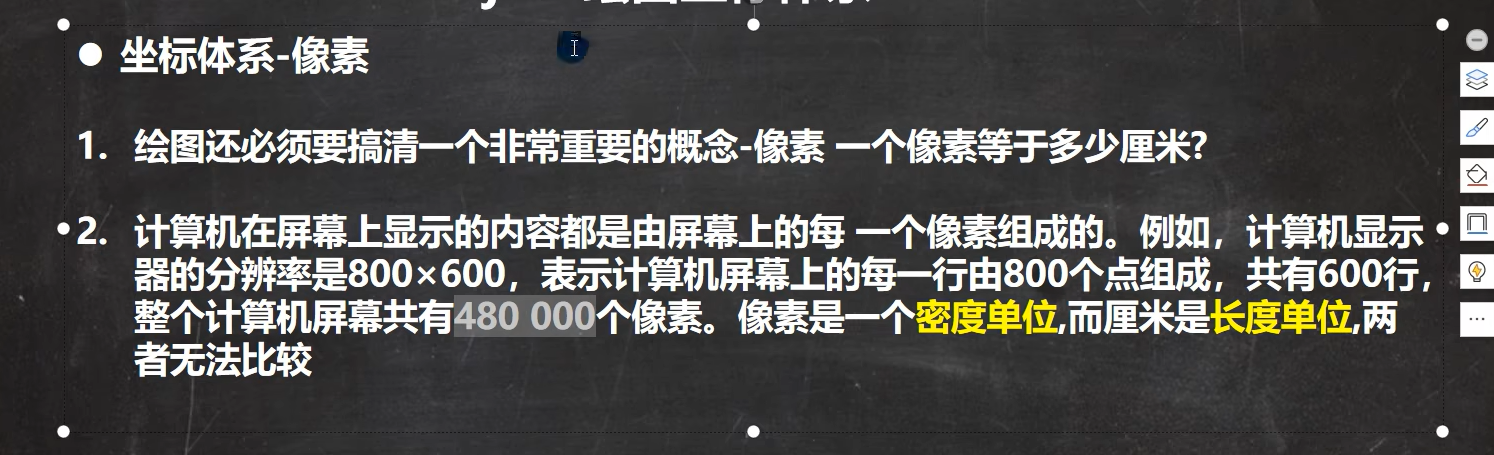 坐标体系-像素
1. 绘图还必须要搞清一个非常重要的概念-像素 一个像素等于多少厘米?
2. 计算机在屏幕上显示的内容都是由屏幕上的每 一个像素组成的。例如，计算机显示
器的分辨率是800×600，表示计算机屏幕上的每一行由800个点组成，共有600行，
整个计算机屏幕共有480 000个像素。像素是一个密度单位,而厘米是长度单位,两
者无法比较